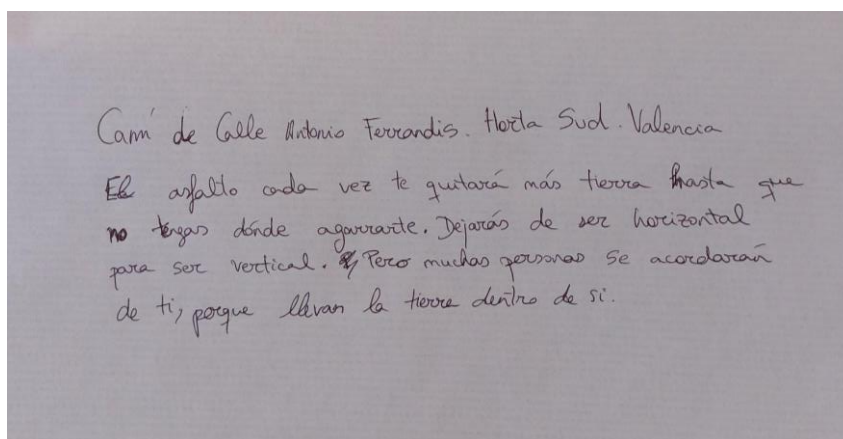 Camí de Calle Antonio Ferrandis. Horta Sud. Valencia
El asfalto cada vez te quitará más tierra hasta que
no tengas dónde agarrarte. Dejarás de ser horizontal
para ser vertical. Pero muchas personas se acordarán
de ti, porque llevan la tierra dentro de si.